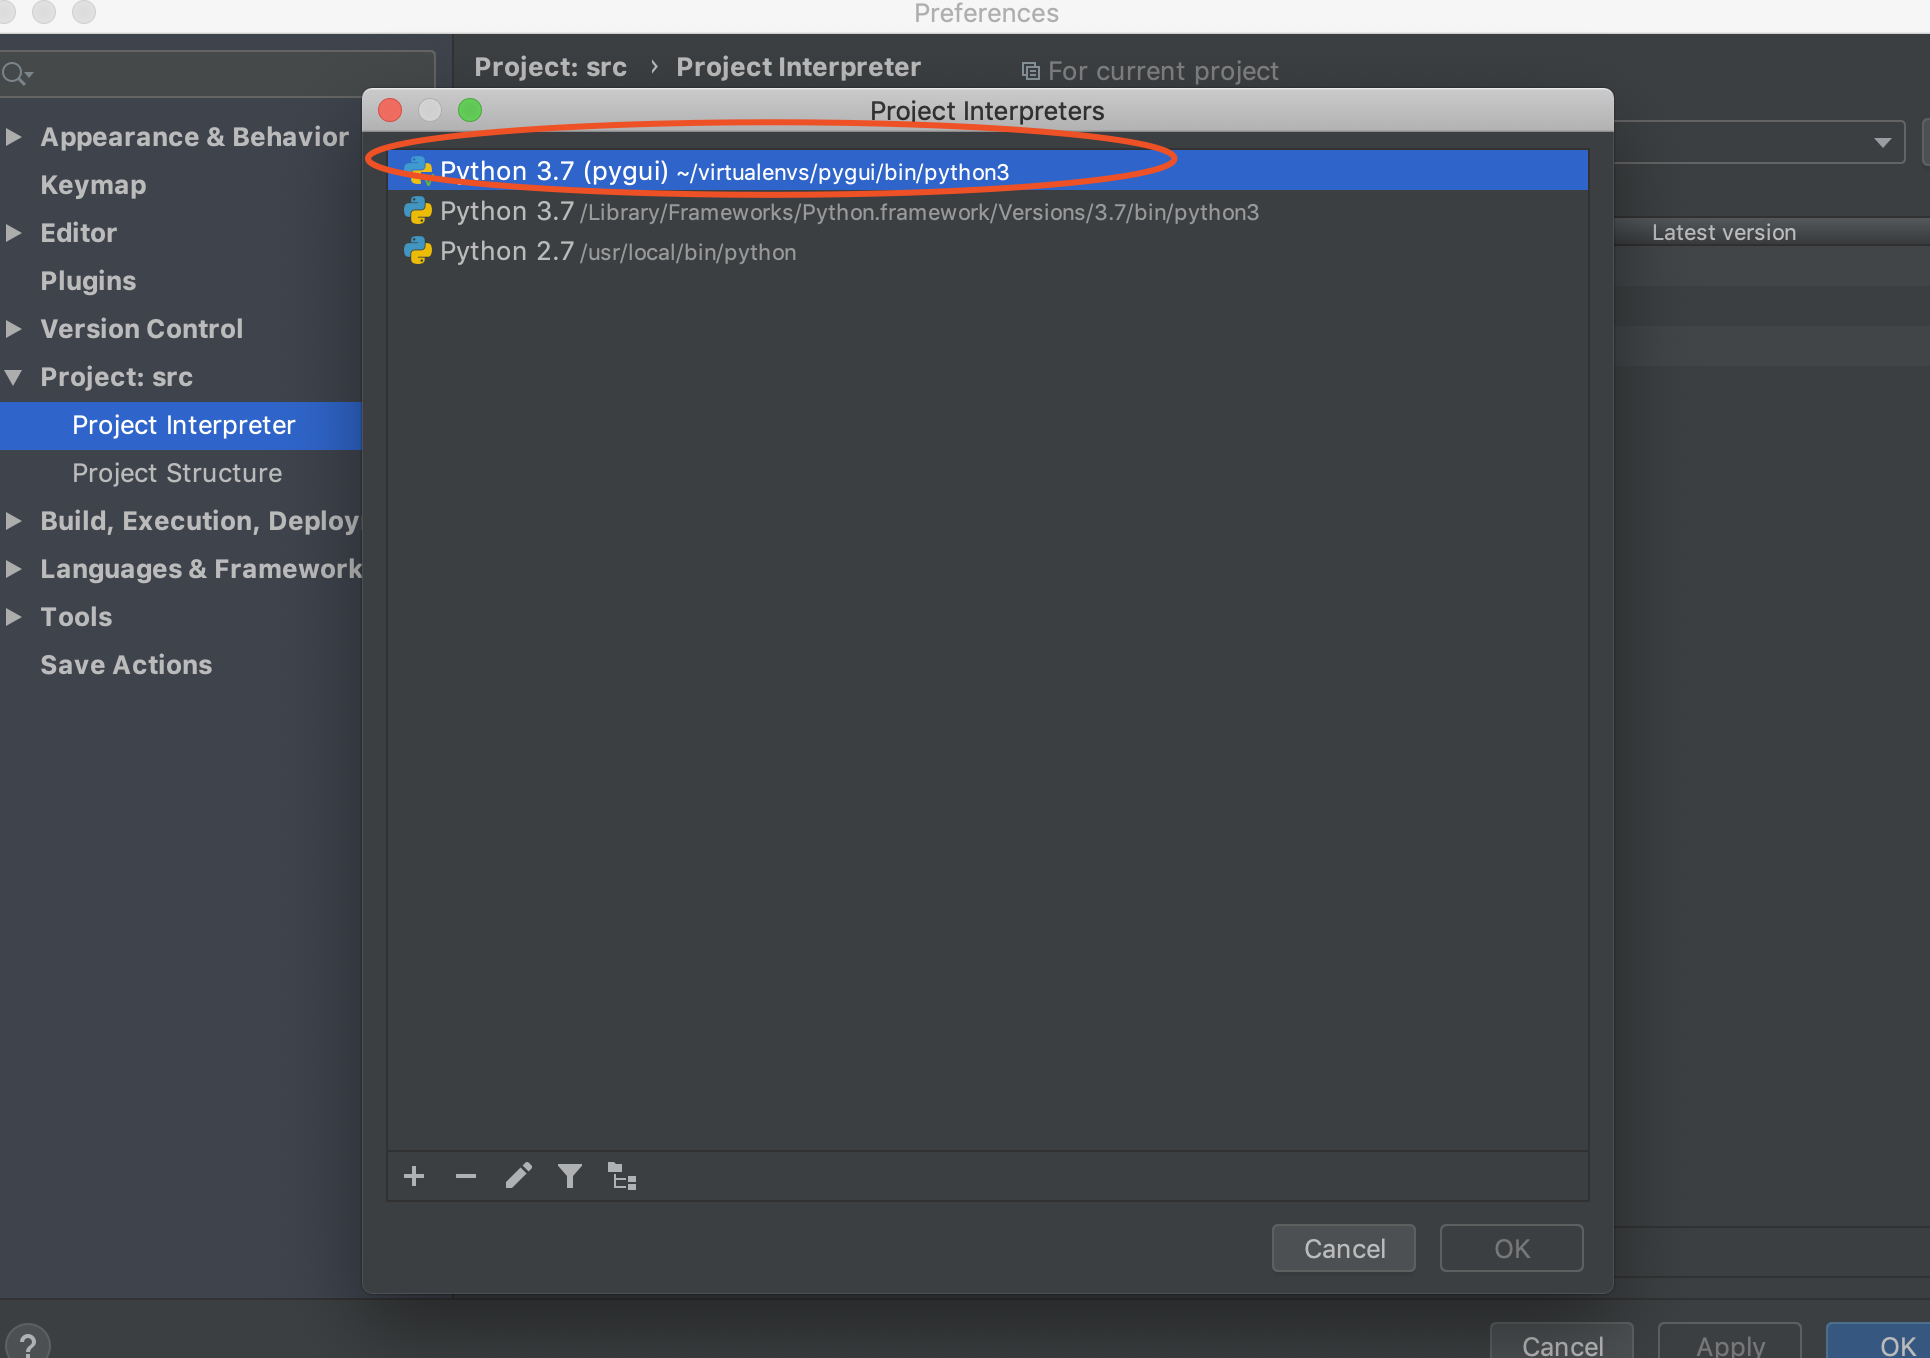 Preferences
Project: src › Project Interpreter
For current project
Project Interpreters
Appearance & Behavior
Keymap
Editor
Plugins
Version Control
Project: src
Project Interpreter
Project Structure
Build, Execution, Deploy
Languages & Framework
Tools
Save Actions
Python 3.7 (pygui) ~/virtualenvs/pygui/bin/python3
Python 3.7 /Library/Frameworks/Python.framework/Versions/3.7/bin/python3
Python 2.7 /usr/local/bin/python
Latest version
Cancel OK
?
Cancel Apply OK